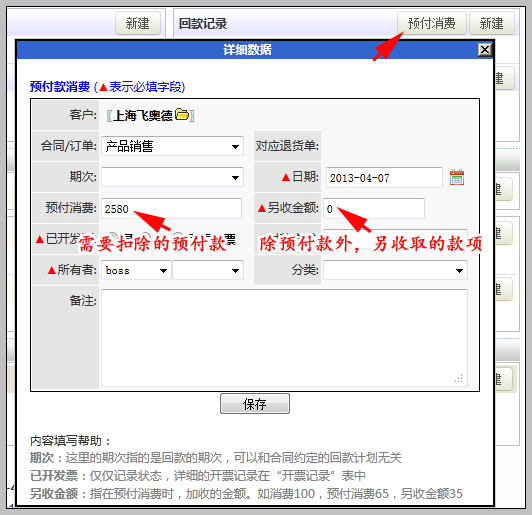 新建 回款记录 预付消费 新建
详细数据
预付款消费 (▲表示必填字段)
客户: 〖上海飞奥德〗
合同/订单: 产品销售 对应退货单:
期次: ▲日期: 2013-04-07
预付消费: 2580 ▲另收金额: 0
需要扣除的预付款 除预付款外，另收取的款项
▲已开发 票
▲所有者: boss 分类:
备注:
保存
内容填写帮助：
期次：这里的期次指的是回款的期次，可以和合同约定的回款计划无关
已开发票：仅仅记录状态，详细的开票记录在“开票记录”表中
另收金额：指在预付消费时，加收的金额。如消费100，预付消费65，另收金额35